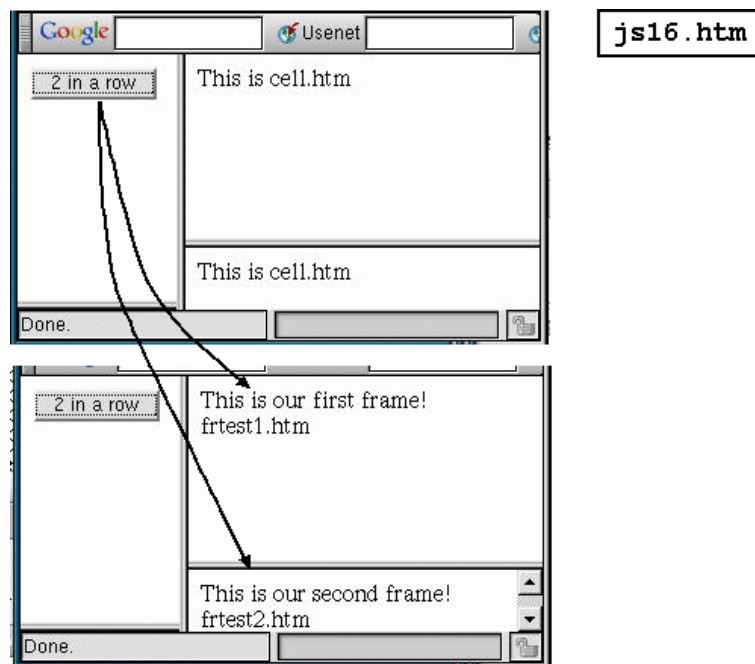 Google Usenet
js16.htm
2 in a row
This is cell.htm
This is cell.htm
Done.
2 in a row
This is our first frame!
frtest1.htm
This is our second frame!
frtest2.htm
Done.